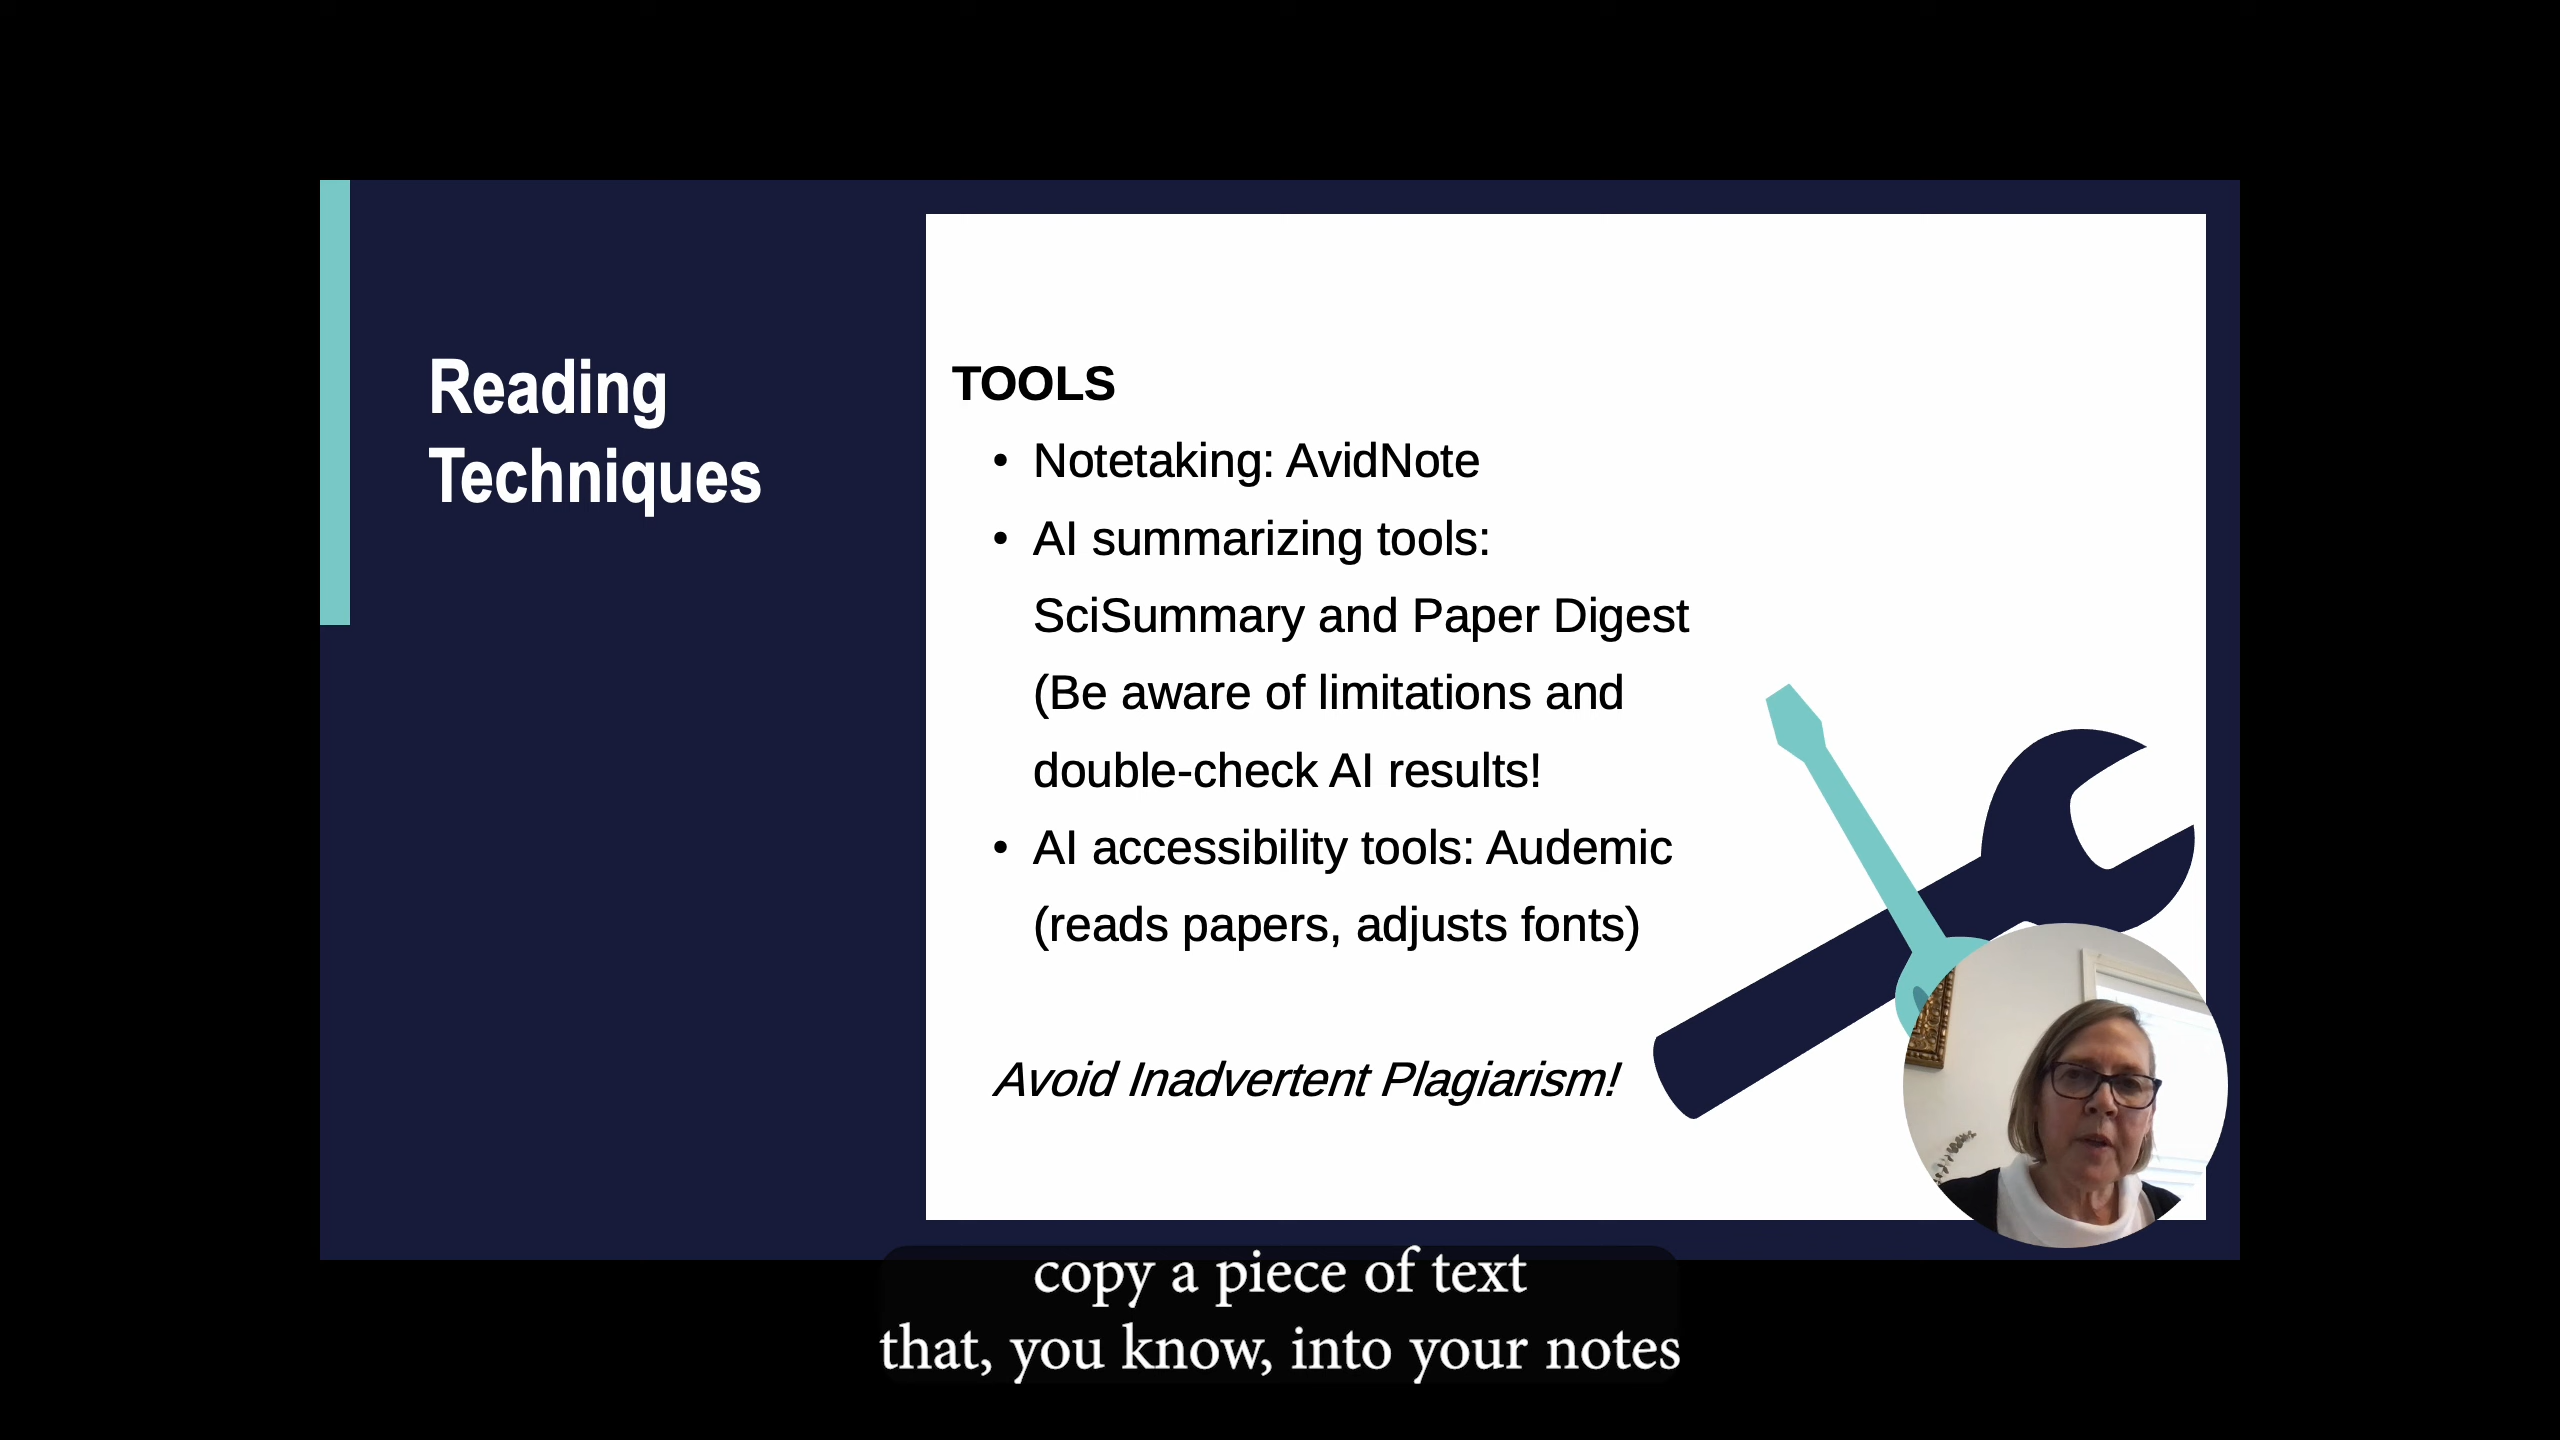 Reading
Techniques
TOOLS
• Notetaking: AvidNote
• AI summarizing tools:
SciSummary and Paper Digest
(Be aware of limitations and
double-check AI results!
• AI accessibility tools: Audemic
(reads papers, adjusts fonts)
Avoid Inadvertent Plagiarism!
copy a piece of text
that, you know, into your notes